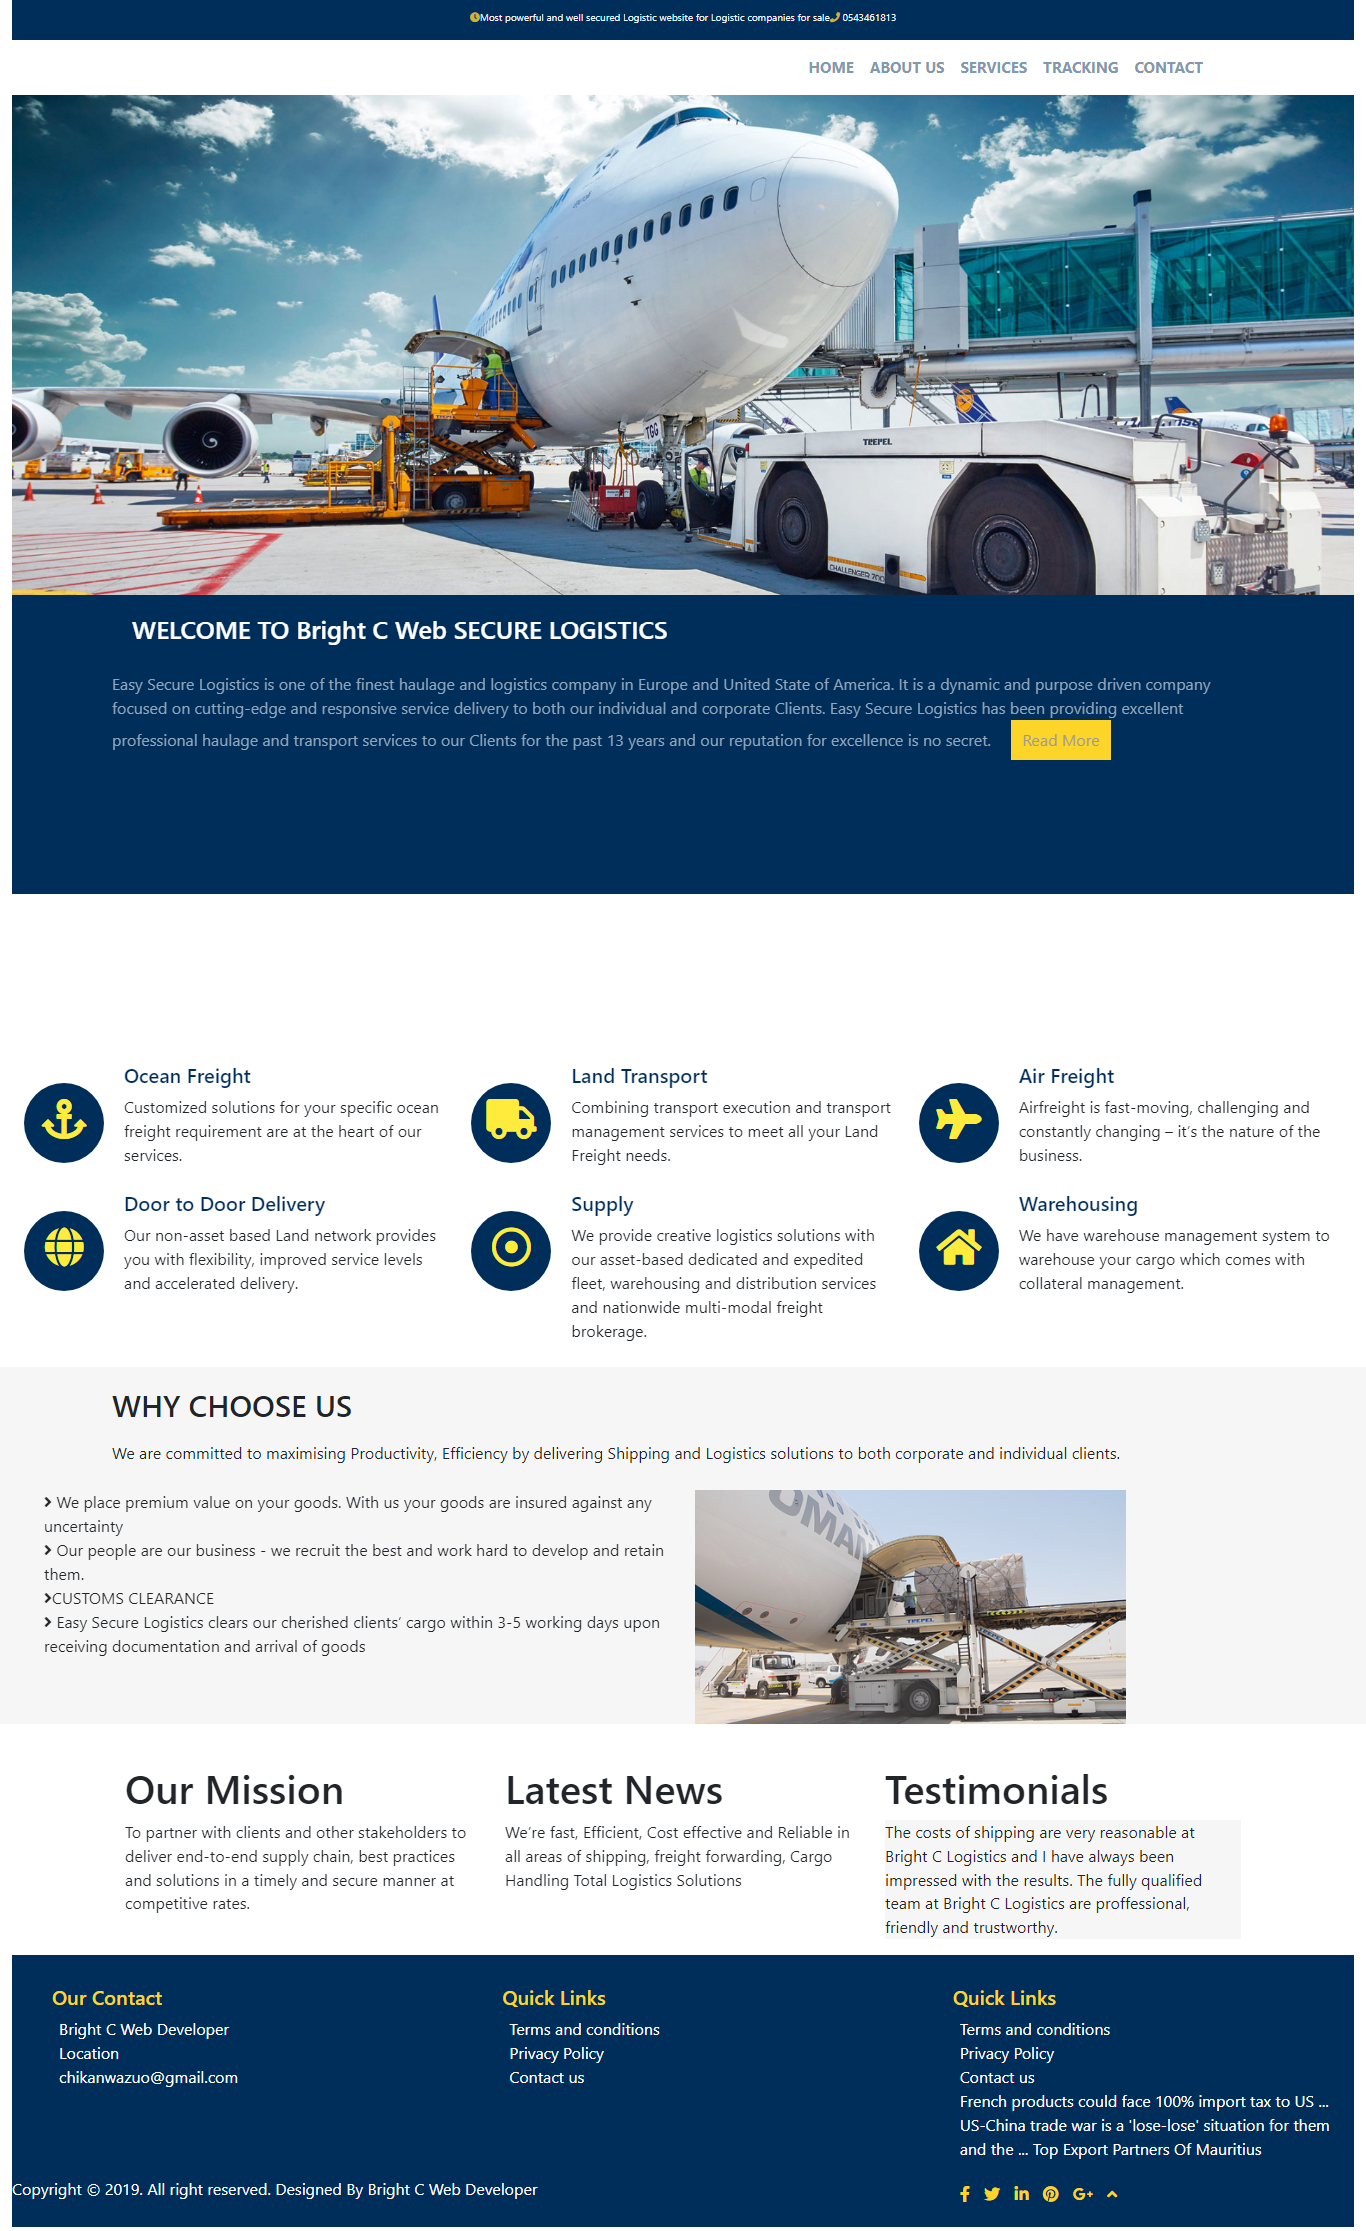 Most powerful and well secured Logistic website for Logistic companies for sale 0543461813
HOME ABOUT US SERVICES TRACKING CONTACT
TGG
TREPEL
CHALLENGER 700
WELCOME TO Bright C Web SECURE LOGISTICS
Easy Secure Logistics is one of the finest haulage and logistics company in Europe and United State of America. It is a dynamic and purpose driven company
focused on cutting-edge and responsive service delivery to both our individual and corporate Clients. Easy Secure Logistics has been providing excellent
professional haulage and transport services to our Clients for the past 13 years and our reputation for excellence is no secret. Read More
Ocean Freight
Customized solutions for your specific ocean
freight requirement are at the heart of our
services.
Land Transport
Combining transport execution and transport
management services to meet all your Land
Freight needs.
Air Freight
Airfreight is fast-moving, challenging and
constantly changing – it's the nature of the
business.
Door to Door Delivery
Our non-asset based Land network provides
you with flexibility, improved service levels
and accelerated delivery.
Supply
We provide creative logistics solutions with
our asset-based dedicated and expedited
fleet, warehousing and distribution services
and nationwide multi-modal freight
brokerage.
Warehousing
We have warehouse management system to
warehouse your cargo which comes with
collateral management.
WHY CHOOSE US
We are committed to maximising Productivity, Efficiency by delivering Shipping and Logistics solutions to both corporate and individual clients.
We place premium value on your goods. With us your goods are insured against any
uncertainty
Our people are our business - we recruit the best and work hard to develop and retain
them.
CUSTOMS CLEARANCE
Easy Secure Logistics clears our cherished clients' cargo within 3-5 working days upon
receiving documentation and arrival of goods
OMAN
TREPEL
Our Mission
To partner with clients and other stakeholders to
deliver end-to-end supply chain, best practices
and solutions in a timely and secure manner at
competitive rates.
Latest News
We're fast, Efficient, Cost effective and Reliable in
all areas of shipping, freight forwarding, Cargo
Handling Total Logistics Solutions
Testimonials
The costs of shipping are very reasonable at
Bright C Logistics and I have always been
impressed with the results. The fully qualified
team at Bright C Logistics are proffessional,
friendly and trustworthy.
Our Contact
Bright C Web Developer
Location
chikanwazuo@gmail.com
Quick Links
Terms and conditions
Privacy Policy
Contact us
Quick Links
Terms and conditions
Privacy Policy
Contact us
French products could face 100% import tax to US ...
US-China trade war is a 'lose-lose' situation for them
and the ... Top Export Partners Of Mauritius
Copyright © 2019. All right reserved. Designed By Bright C Web Developer